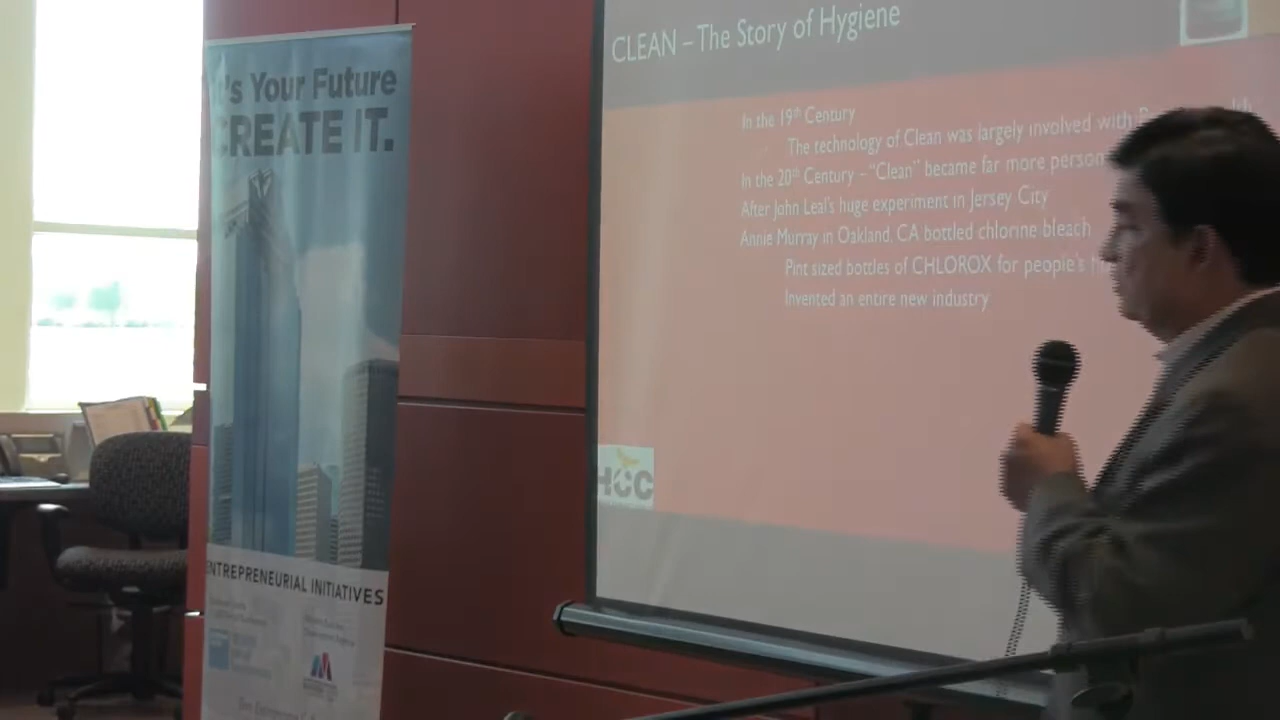 's Your Future
CREATE IT.
ENTREPRENEURIAL INITIATIVES
CLEAN – The Story of Hygiene
In the 19th Century
The technology of Clean was largely involved with
In the 20th Century – "Clean" became far more
After John Leal's huge experiment in Jersey City
Annie Murray in Oakland, CA bottled chlorine bleach
Pint sized bottles of CHLOROX for people's
Invented an entire new industry
HCC